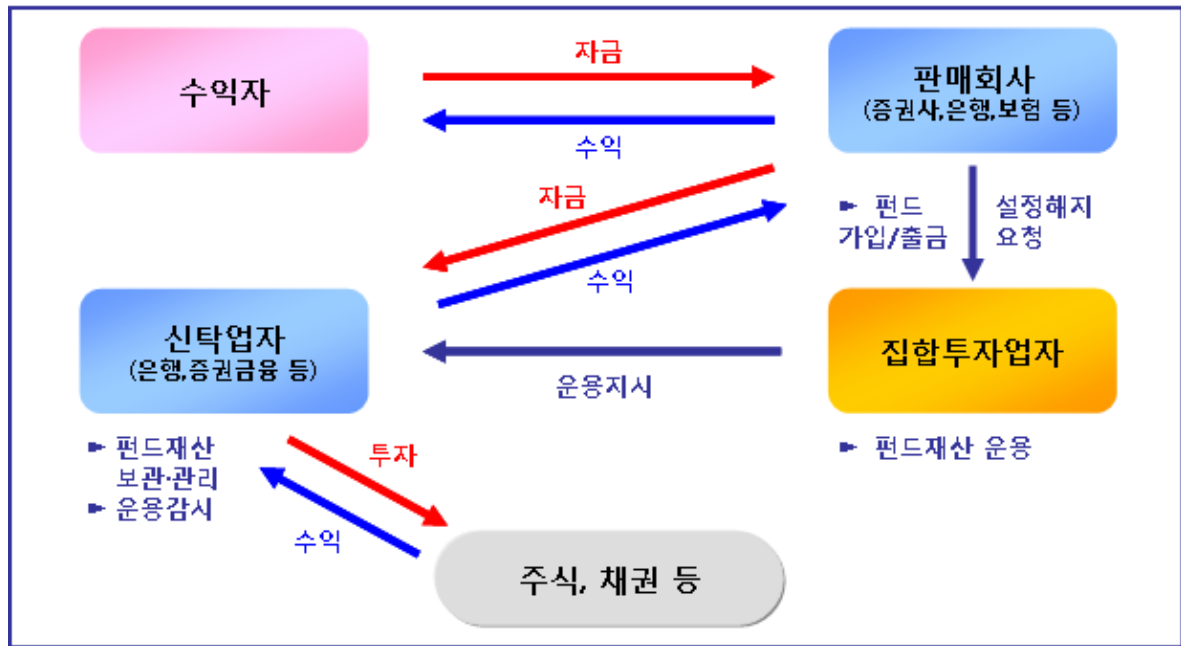 자금
수익자
판매회사
(증권사,은행,보험 등)
수익
자금
► 펀드
가입/출금
설정해지
요청
수익
신탁업자
(은행,증권금융 등)
집합투자업자
운용지시
► 펀드재산
보관·관리
► 운용감시
투자
► 펀드재산 운용
수익
주식, 채권 등